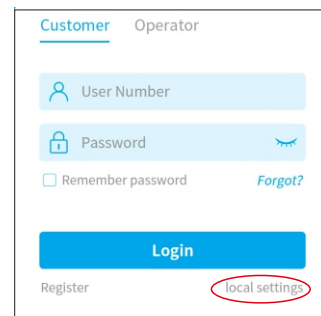 Customer Operator
User Number
Password
Remember password Forgot?
Login
Register local settings